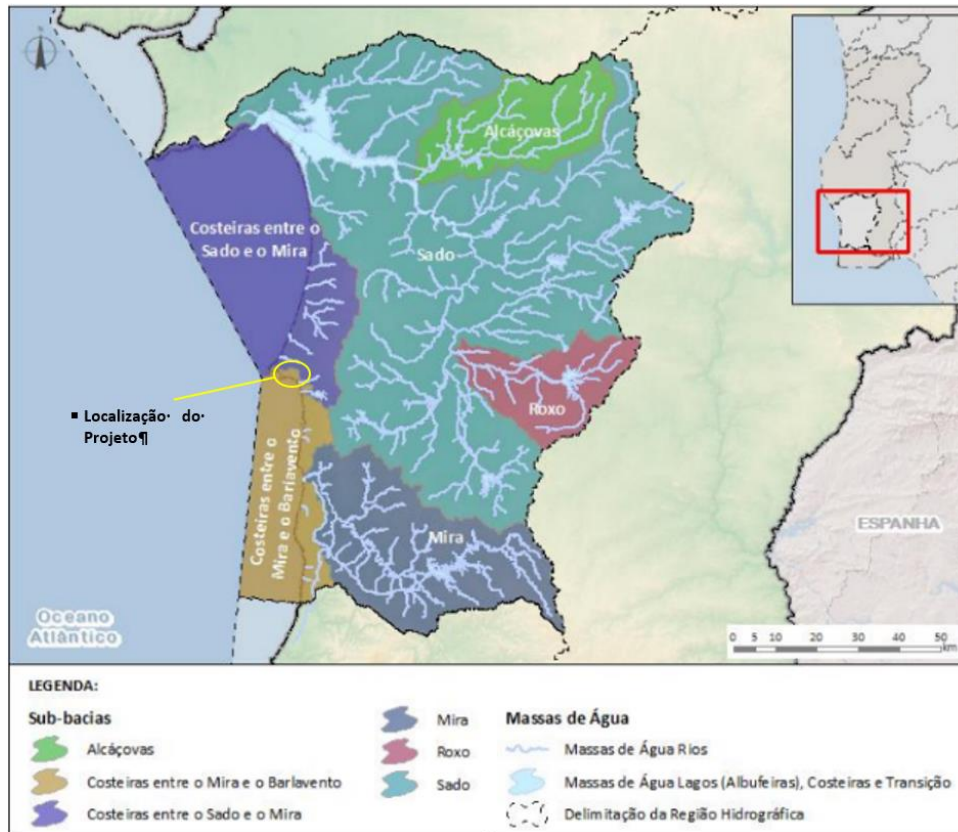 Alcáçovas
Costeiras entre o
Sado e o Mira
Sado
▪ Localização· do·
Projeto¶
Roxo
Costeiras entre o
Mira e o Barlavento
Mira
ESPANHA
Oceano
Atlântico
0 5 10 20 30 40 50
km
LEGENDA:
Sub-bacias
Alcáçovas
Costeiras entre o Mira e o Barlavento
Costeiras entre o Sado e o Mira
Mira
Roxo
Sado
Massas de Água
Massas de Água Rios
Massas de Água Lagos (Albufeiras), Costeiras e Transição
Delimitação da Região Hidrográfica